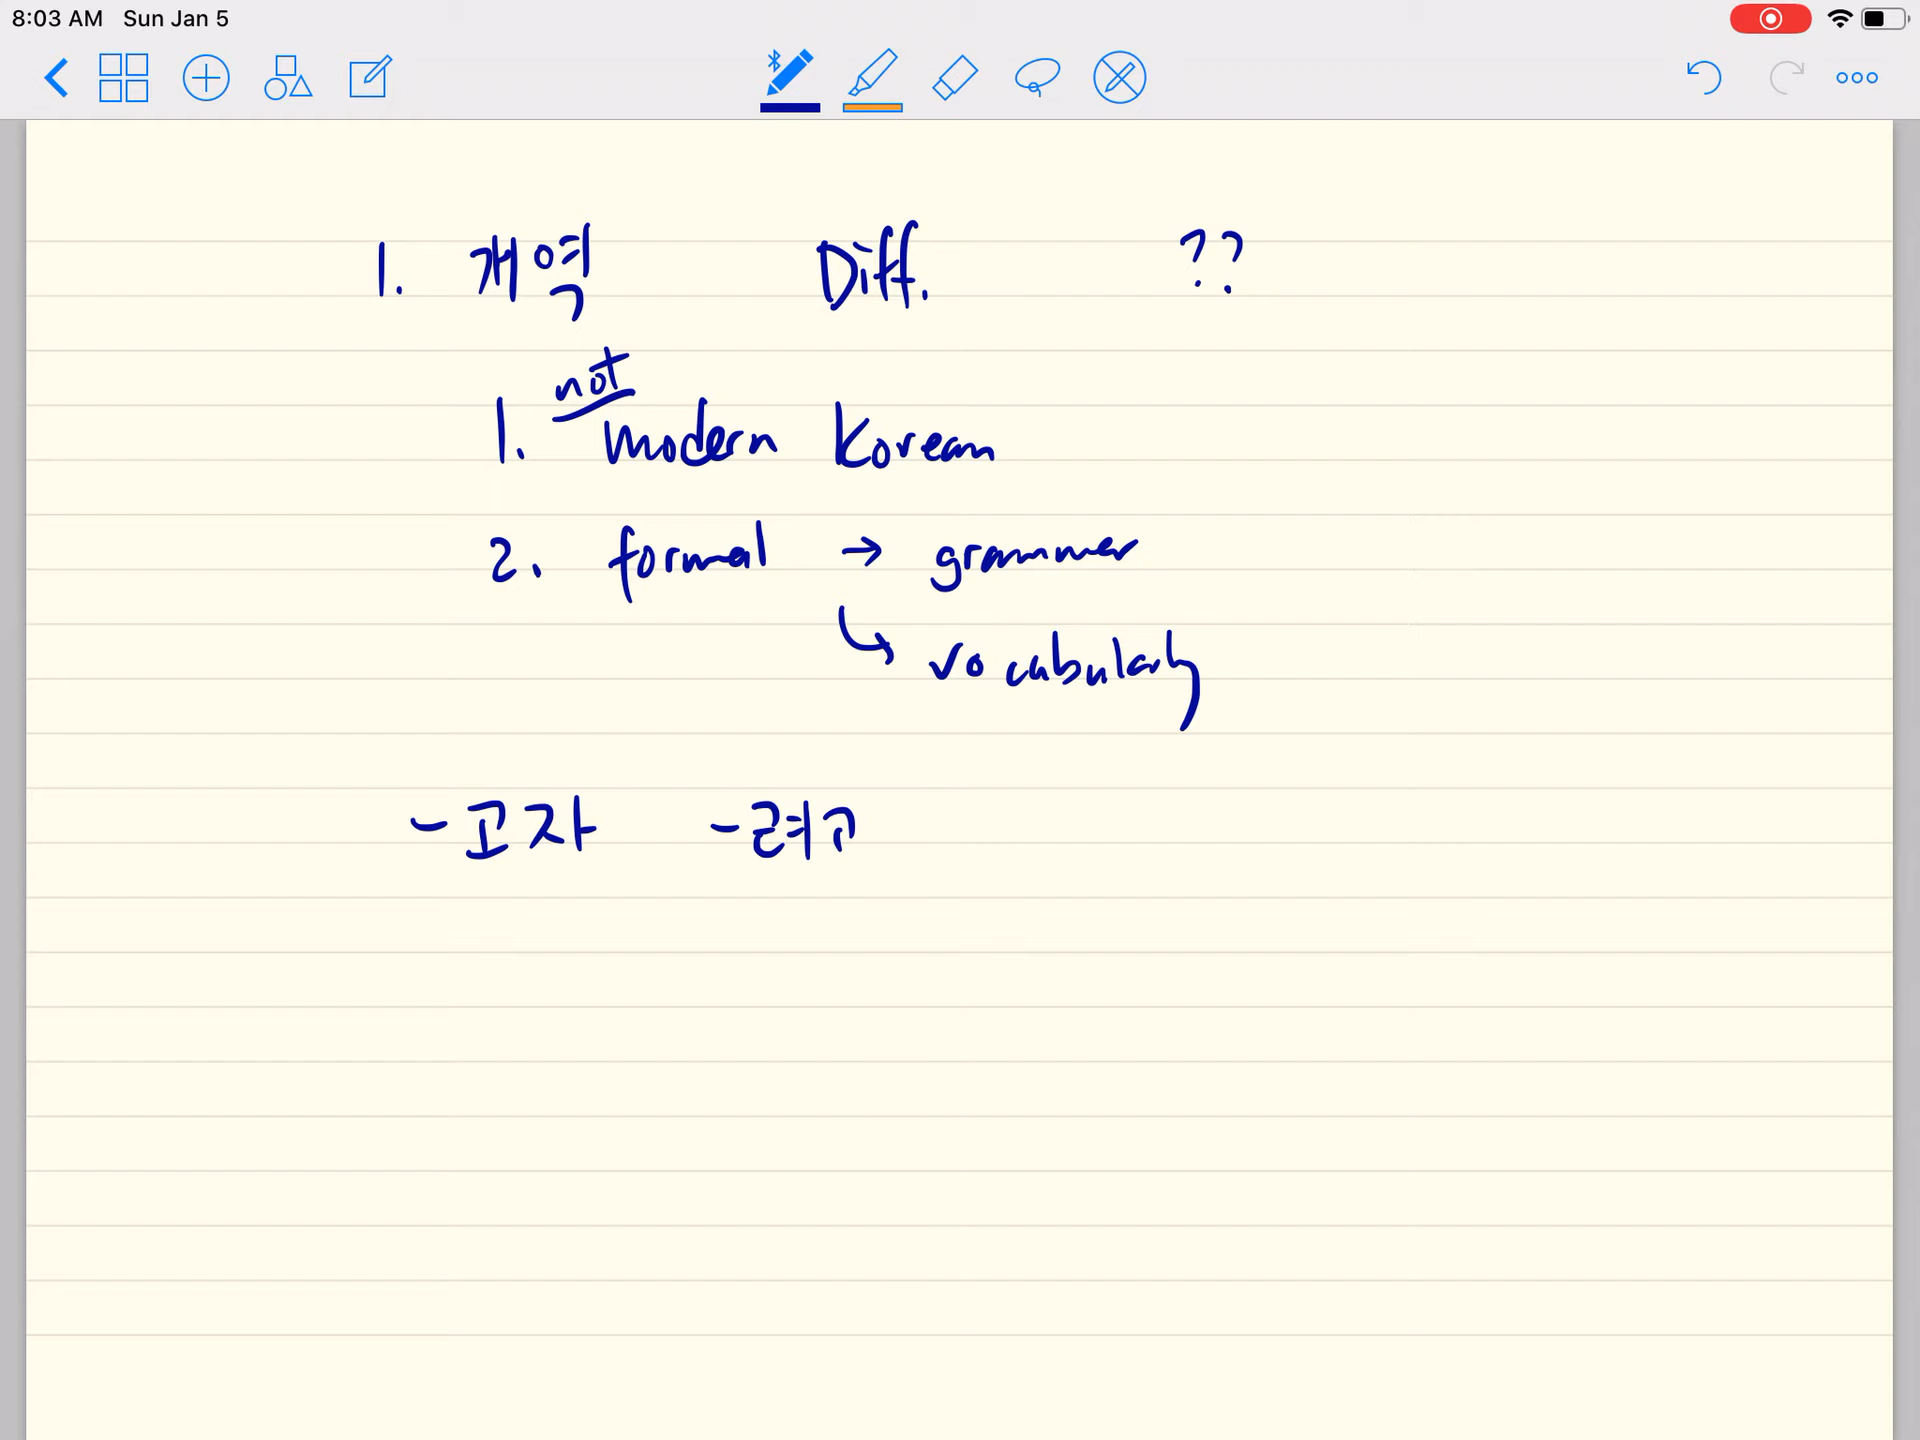 8:03 AM Sun Jan 5
1. 개역 Diff. ??
not
1. modern Korean
2. formal → grammer
↳ vocabulary
-고자 -려고